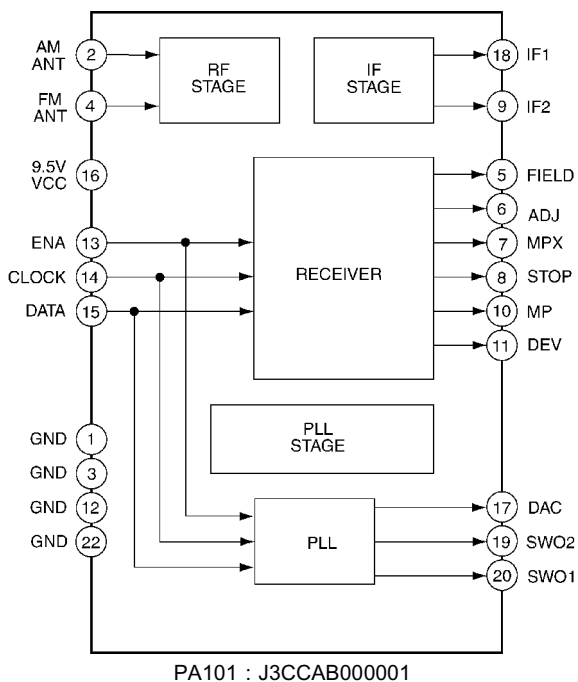 AM
ANT
2
RF
STAGE
IF
STAGE
18
IF1
FM
ANT
4
9
IF2
9.5V
VCC
16
5
FIELD
6
ADJ
ENA
13
7
MPX
CLOCK
14
RECEIVER
8
STOP
DATA
15
10
MP
11
DEV
PLL
STAGE
GND
1
GND
3
GND
12
GND
22
PLL
17
DAC
19
SWO2
20
SWO1
PA101 : J3CCAB000001